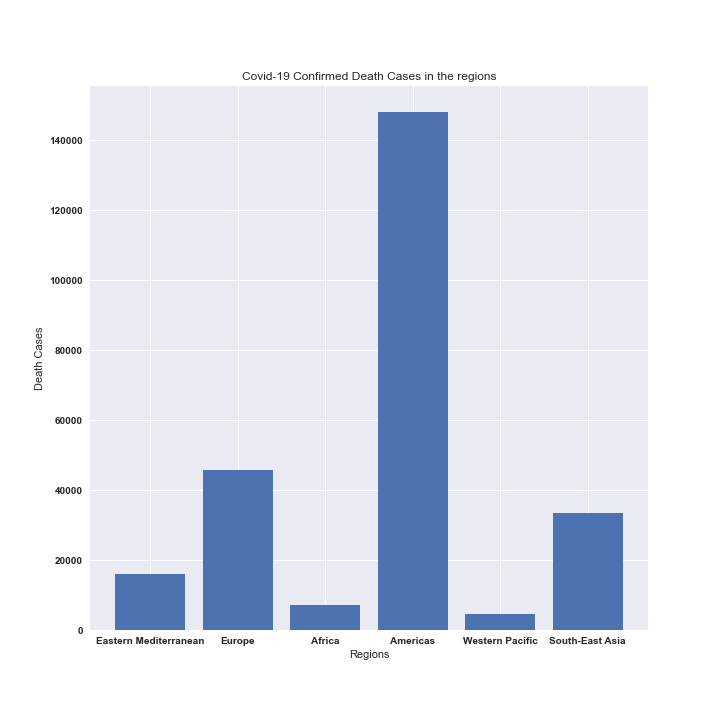 Covid-19 Confirmed Death Cases in the regions
140000
120000
100000
80000
60000
40000
20000
0
Death Cases
Eastern Mediterranean
Europe
Africa
Americas
Western Pacific
South-East Asia
Regions